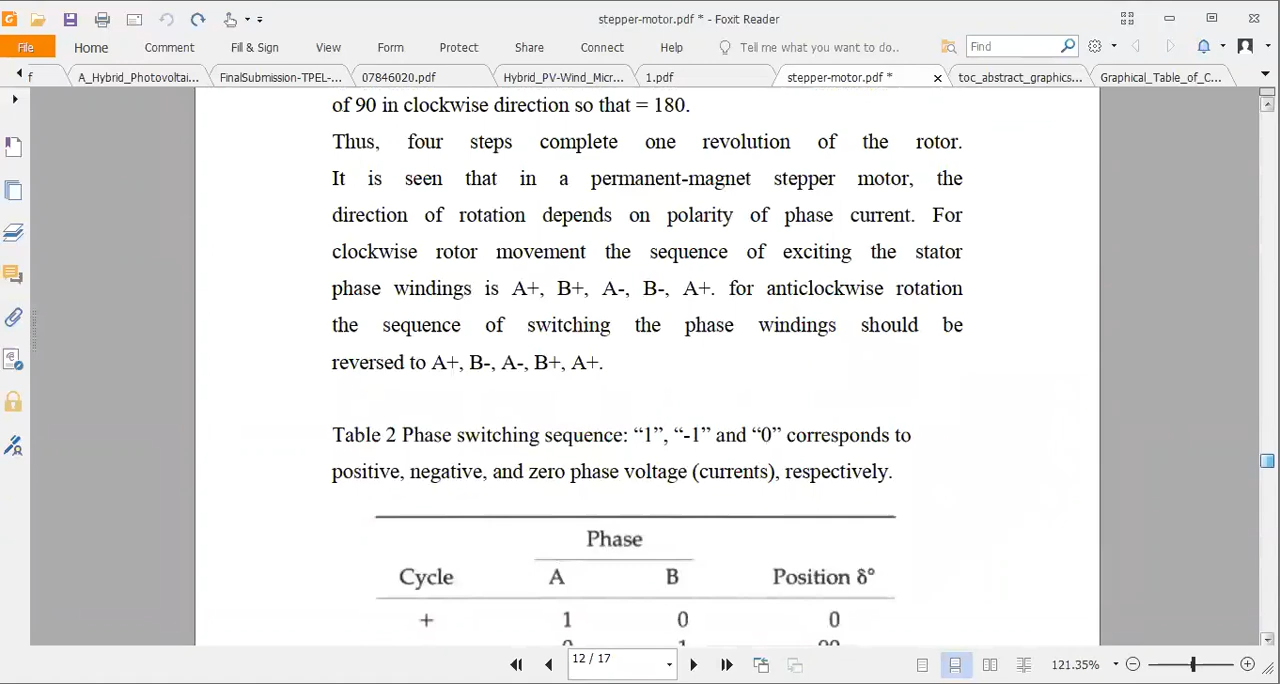 stepper-motor.pdf * - Foxit Reader
File Home Comment Fill & Sign View Form Protect Share Connect Help Tell me what you want to do.. Find
f A_Hybrid_Photovoltai... FinalSubmission-TPEL-... 07846020.pdf Hybrid_PV-Wind_Micr... 1.pdf stepper-motor.pdf * toc_abstract_graphics... Graphical_Table_of_C...
of 90 in clockwise direction so that = 180.
Thus, four steps complete one revolution of the rotor.
It is seen that in a permanent-magnet stepper motor, the
direction of rotation depends on polarity of phase current. For
clockwise rotor movement the sequence of exciting the stator
phase windings is A+, B+, A-, B-, A+. for anticlockwise rotation
the sequence of switching the phase windings should be
reversed to A+, B-, A-, B+, A+.
Table 2 Phase switching sequence: “1”, “-1” and “0” corresponds to
positive, negative, and zero phase voltage (currents), respectively.
Phase
Cycle A B Position δ°
+ 1 0 0
12 / 17 121.35%